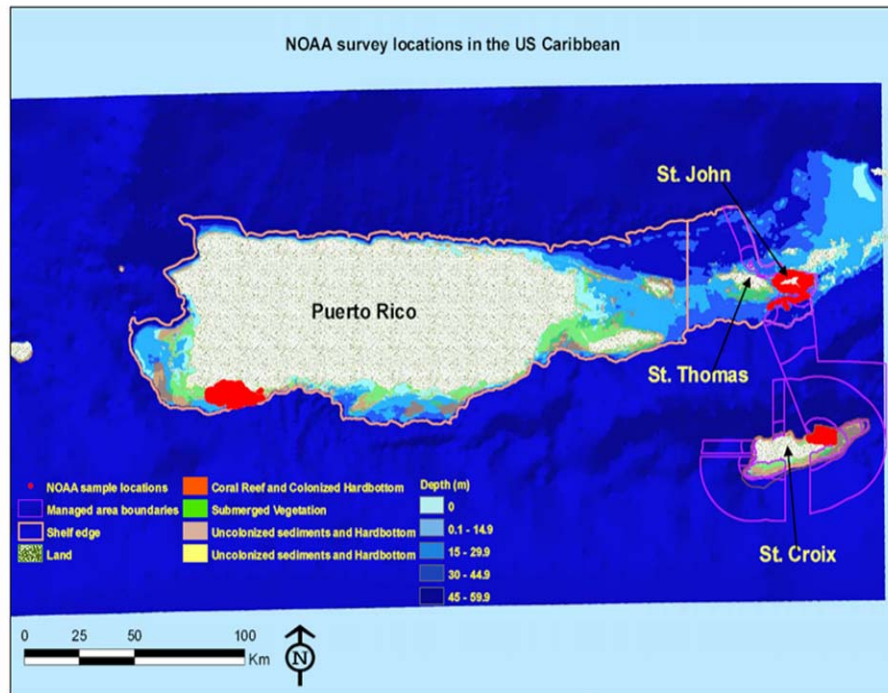 NOAA survey locations in the US Caribbean
St. John
Puerto Rico
St. Thomas
NOAA sample locations
Managed area boundaries
Shelf edge
Land
Coral Reef and Colonized Hardbottom
Submerged Vegetation
Uncolonized sediments and Hardbottom
Uncolonized sediments and Hardbottom
Depth (m)
0
0.1 - 14.9
15 - 29.9
30 - 44.9
45 - 59.9
St. Croix
0 25 50 100
Km
N